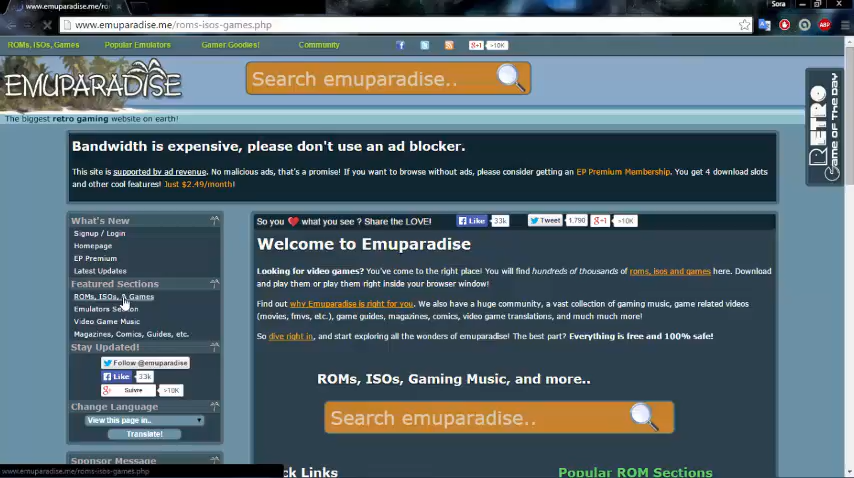 www.emuparadise.me/rom
Sora
www.emuparadise.me/roms-isos-games.php
ROMs, ISOs, Games
Popular Emulators
Gamer Goodies!
Community
+1 >10K
EMUPARADISE
Search emuparadise..
The biggest retro gaming website on earth!
RETRO
GAME OF THE DAY
Bandwidth is expensive, please don't use an ad blocker.
This site is supported by ad revenue. No malicious ads, that's a promise! If you want to browse without ads, please consider getting an EP Premium Membership. You get 4 download slots
and other cool features! Just $2.49/month!
What's New
Signup / Login
Homepage
EP Premium
Latest Updates
Featured Sections
ROMs, ISOs, & Games
Emulators Section
Video Game Music
Magazines, Comics, Guides, etc.
Stay Updated!
Follow @emuparadise
Like 33k
Suivre >10K
Change Language
View this page in..
Translate!
Sponsor Message
So you ❤ what you see ? Share the LOVE!
Like 33k
Tweet 1,790
+1 >10K
Welcome to Emuparadise
Looking for video games? You've come to the right place! You will find hundreds of thousands of roms, isos and games here. Download
and play them or play them right inside your browser window!
Find out why Emuparadise is right for you. We also have a huge community, a vast collection of gaming music, game related videos
(movies, fmvs, etc.), game guides, magazines, comics, video game translations, and much much more!
So dive right in, and start exploring all the wonders of emuparadise! The best part? Everything is free and 100% safe!
ROMs, ISOs, Gaming Music, and more..
Search emuparadise..
ck Links
Popular ROM Sections
www.emuparadise.me/roms-isos-games.php